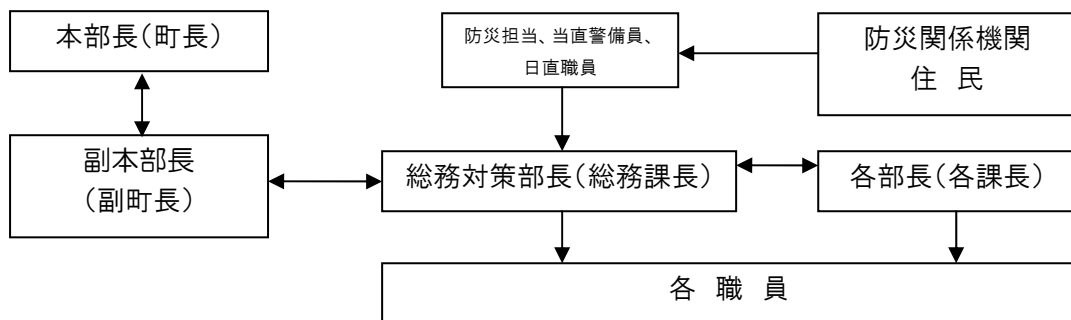 本部長(町長)
防災担当、当直警備員、
日直職員
防災関係機関
住 民
副本部長
(副町長)
総務対策部長(総務課長)
各部長(各課長)
各 職 員